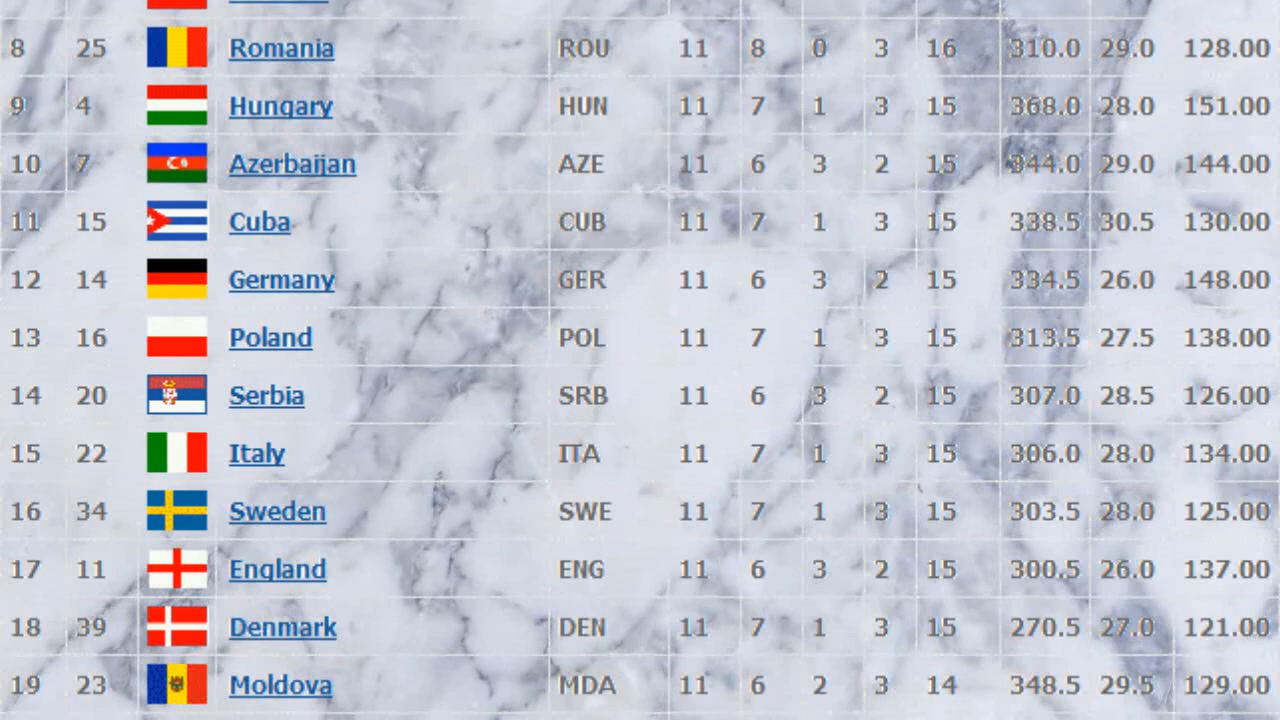 8 25 Romania ROU 11 8 0 3 16 310.0 29.0 128.00
9 4 Hungary HUN 11 7 1 3 15 368.0 28.0 151.00
10 7 Azerbaijan AZE 11 6 3 2 15 344.0 29.0 144.00
11 15 Cuba CUB 11 7 1 3 15 338.5 30.5 130.00
12 14 Germany GER 11 6 3 2 15 334.5 26.0 148.00
13 16 Poland POL 11 7 1 3 15 313.5 27.5 138.00
14 20 Serbia SRB 11 6 3 2 15 307.0 28.5 126.00
15 22 Italy ITA 11 7 1 3 15 306.0 28.0 134.00
16 34 Sweden SWE 11 7 1 3 15 303.5 28.0 125.00
17 11 England ENG 11 6 3 2 15 300.5 26.0 137.00
18 39 Denmark DEN 11 7 1 3 15 270.5 27.0 121.00
19 23 Moldova MDA 11 6 2 3 14 348.5 29.5 129.00